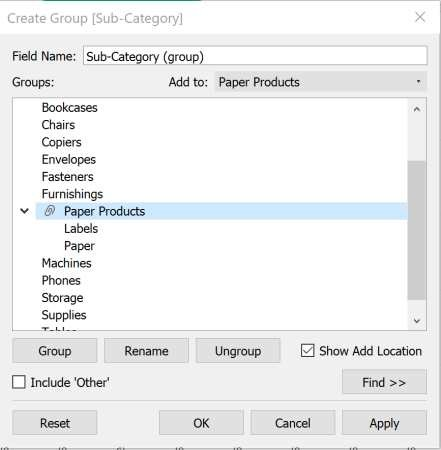 Create Group [Sub-Category]
Field Name: Sub-Category (group)
Groups: Add to: Paper Products
Bookcases
Chairs
Copiers
Envelopes
Fasteners
Furnishings
Paper Products
Labels
Paper
Machines
Phones
Storage
Supplies
Tables
Group Rename Ungroup Show Add Location
Include 'Other' Find >>
Reset OK Cancel Apply